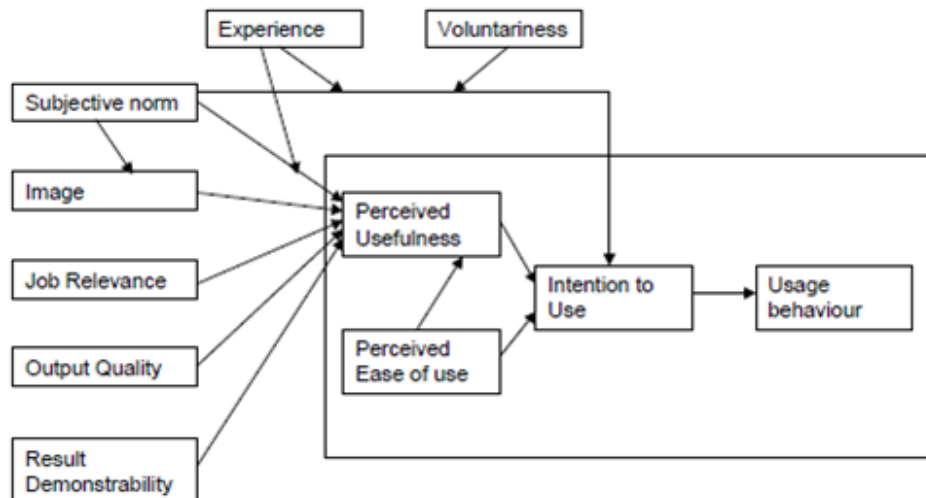 Experience
Voluntariness
Subjective norm
Image
Perceived
Usefulness
Job Relevance
Intention to
Use
Usage
behaviour
Perceived
Ease of use
Output Quality
Result
Demonstrability